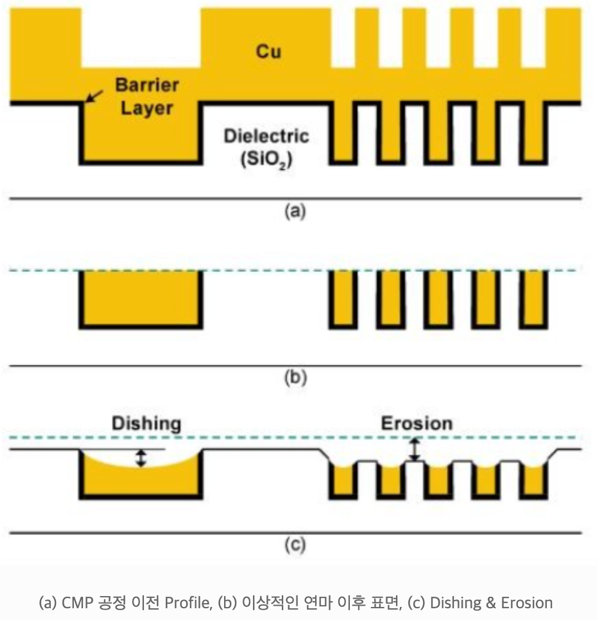 Cu
Barrier
Layer
Dielectric
(SiO₂)
(a)
(b)
Dishing
Erosion
(c)
(a) CMP 공정 이전 Profile, (b) 이상적인 연마 이후 표면, (c) Dishing & Erosion